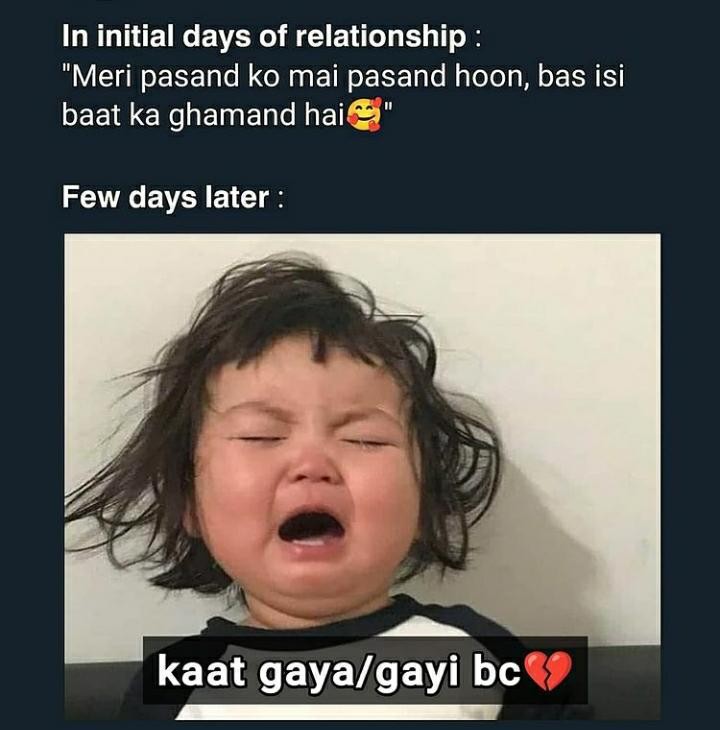 In initial days of relationship :
"Meri pasand ko mai pasand hoon, bas isi
baat ka ghamand hai🥰"
Few days later :
kaat gaya/gayi bc💔